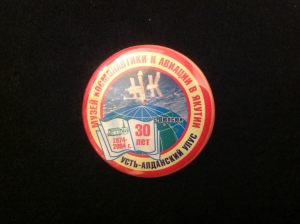 МУЗЕЙ КОСМОНАВТИКИ И АВИАЦИИ В ЯКУТИИ
1974-
2004 г.
30
ЛЕТ
УСТЬ-АЛДАНСКИЙ УЛУС